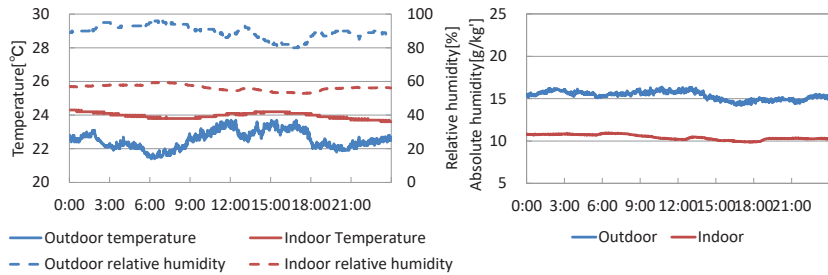 Temperature[℃]
30
28
26
24
22
20
100
80
60
40
20
0
Relative humidity[%]
0:00 3:00 6:00 9:00 12:00 15:00 18:00 21:00
Outdoor temperature
Indoor Temperature
Outdoor relative humidity
Indoor relative humidity
Absolute humidity[g/kg']
25
20
15
10
5
0:00 3:00 6:00 9:00 12:00 15:00 18:00 21:00
Outdoor
Indoor